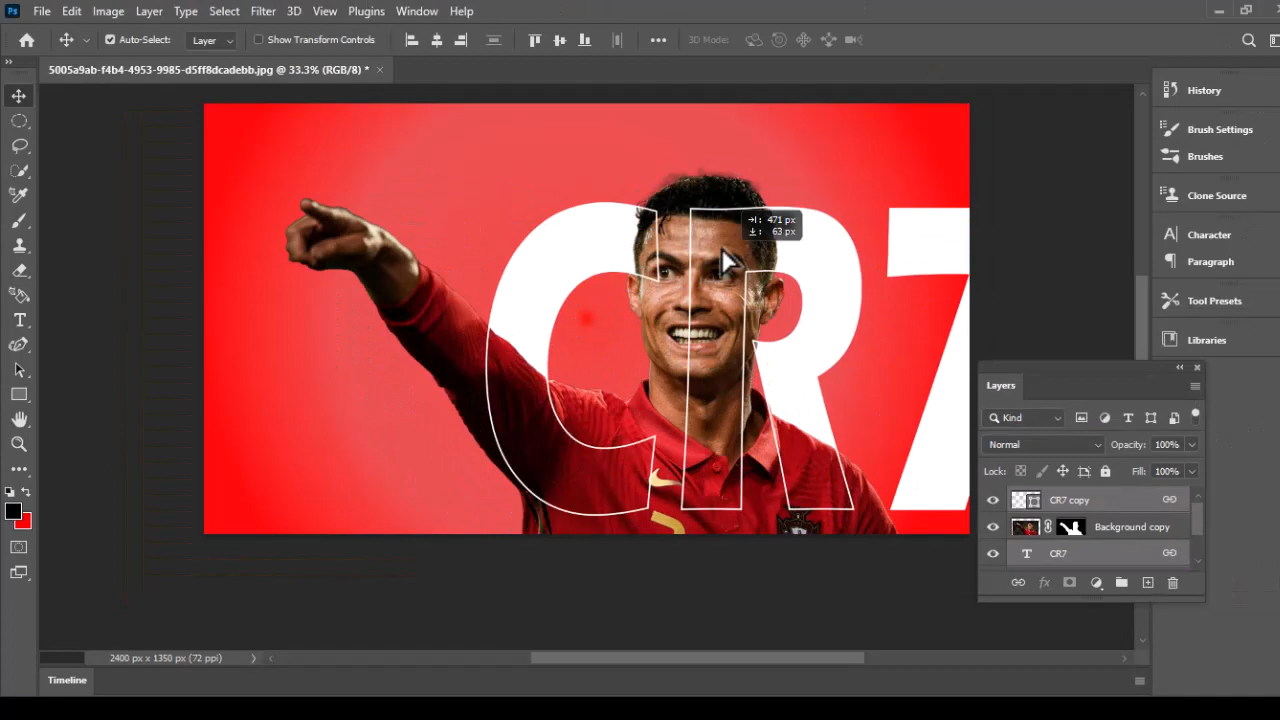 Ps File Edit Image Layer Type Select Filter 3D View Plugins Window Help
Auto-Select: Layer Show Transform Controls 3D Mode:
5005a9ab-f4b4-4953-9985-d5ff8dcadebb.jpg @ 33.3% (RGB/8) *
History
Brush Settings
Brushes
Clone Source
Character
Paragraph
Tool Presets
Libraries
CR7
471 px
63 px
Layers
Kind
Normal Opacity: 100%
Lock: Fill: 100%
CR7 copy
Background copy
T CR7
2400 px x 1350 px (72 ppi)
Timeline